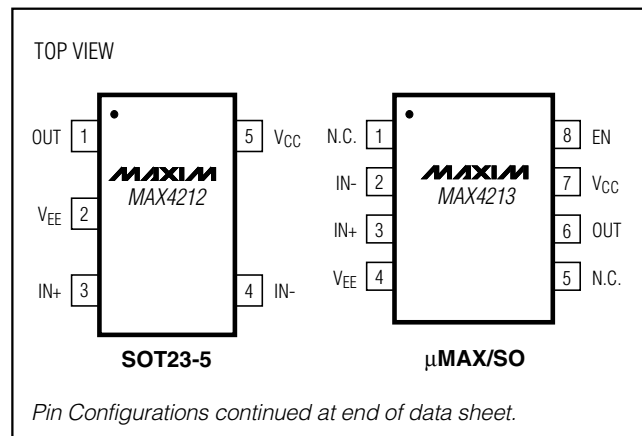 TOP VIEW
OUT 1
VEE 2
IN+ 3
5 VCC
4 IN-
MAXIM
MAX4212
SOT23-5
N.C. 1
IN- 2
IN+ 3
VEE 4
8 EN
7 VCC
6 OUT
5 N.C.
MAXIM
MAX4213
µMAX/SO
Pin Configurations continued at end of data sheet.